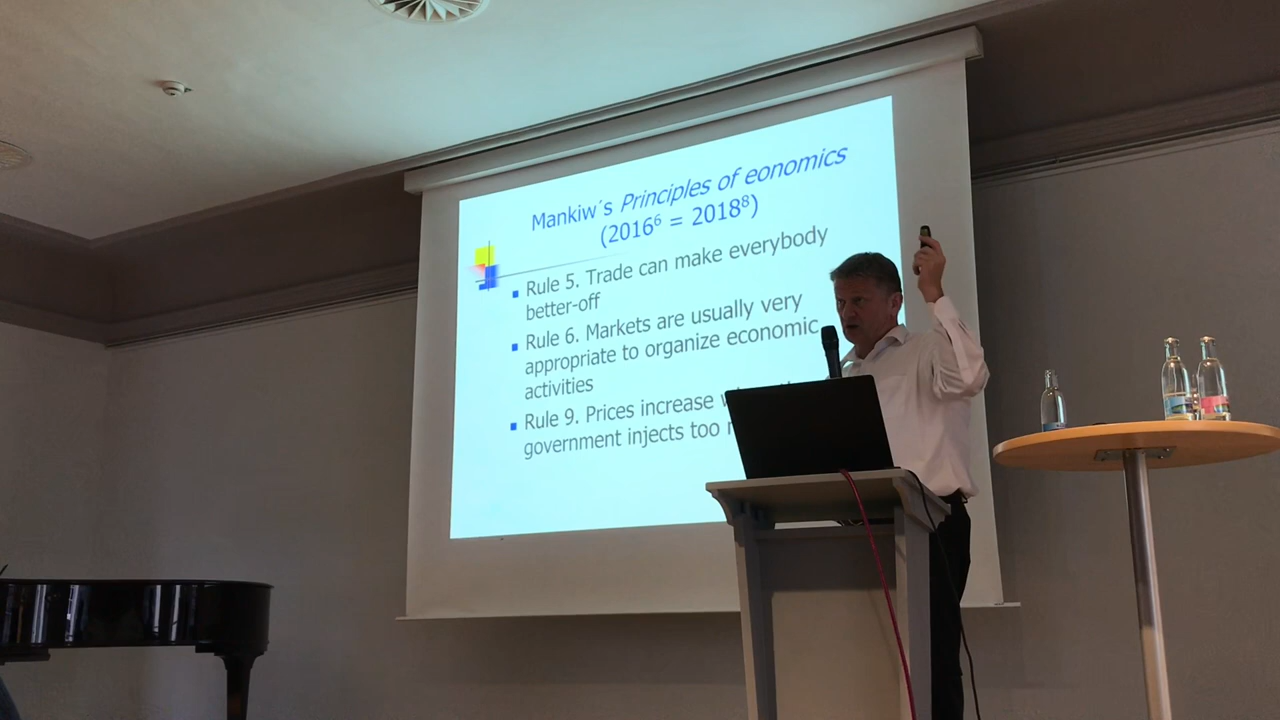 Mankiw´s Principles of eonomics
(2016⁶ = 2018⁸)
Rule 5. Trade can make everybody
better-off
Rule 6. Markets are usually very
appropriate to organize economic
activities
Rule 9. Prices increase
government injects too